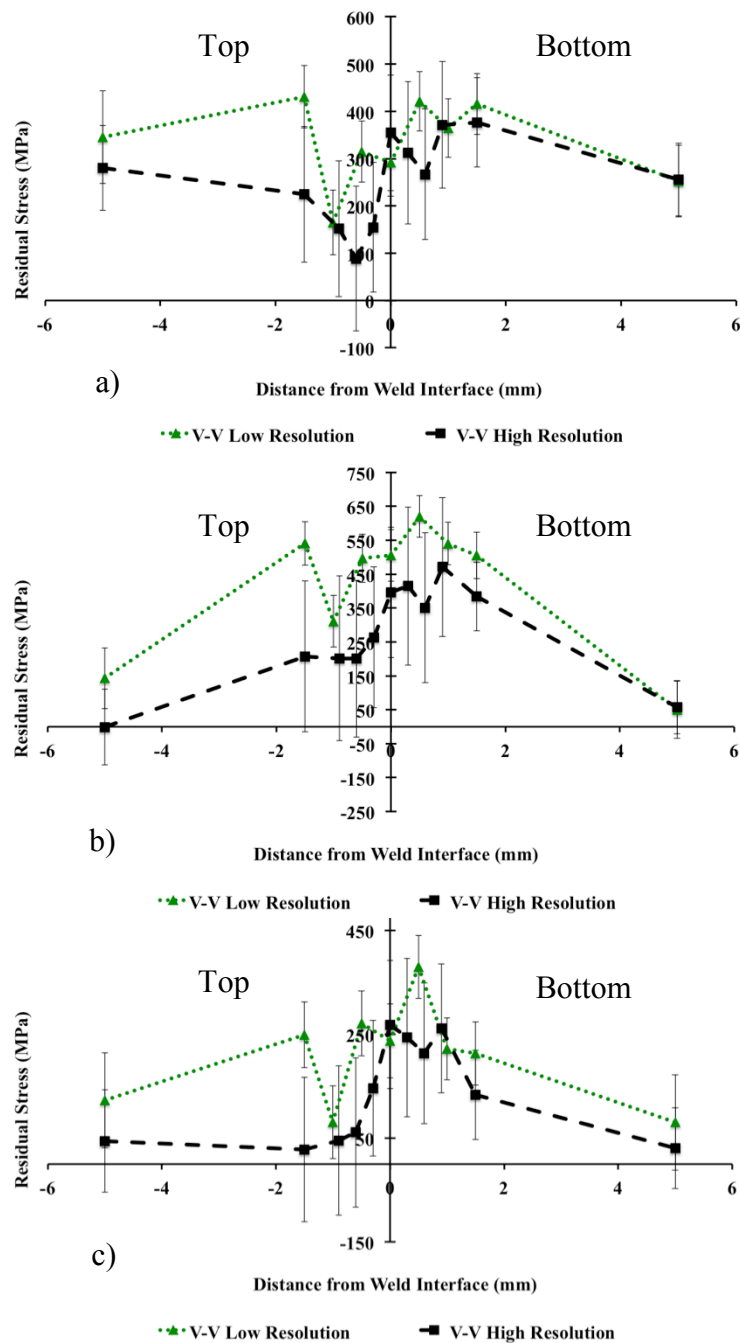 600
Top
Bottom
500
400
300
200
100
0
-6
-4
-2
0
2
4
6
-100
Residual Stress (MPa)
a)
Distance from Weld Interface (mm)
V-V Low Resolution
V-V High Resolution
750
Top
Bottom
650
550
450
350
250
150
50
-6
-4
-2
-50
0
2
4
6
-150
-250
Residual Stress (MPa)
b)
Distance from Weld Interface (mm)
V-V Low Resolution
V-V High Resolution
450
Top
Bottom
250
50
-6
-4
-2
0
2
4
6
-150
Residual Stress (MPa)
c)
Distance from Weld Interface (mm)
V-V Low Resolution
V-V High Resolution